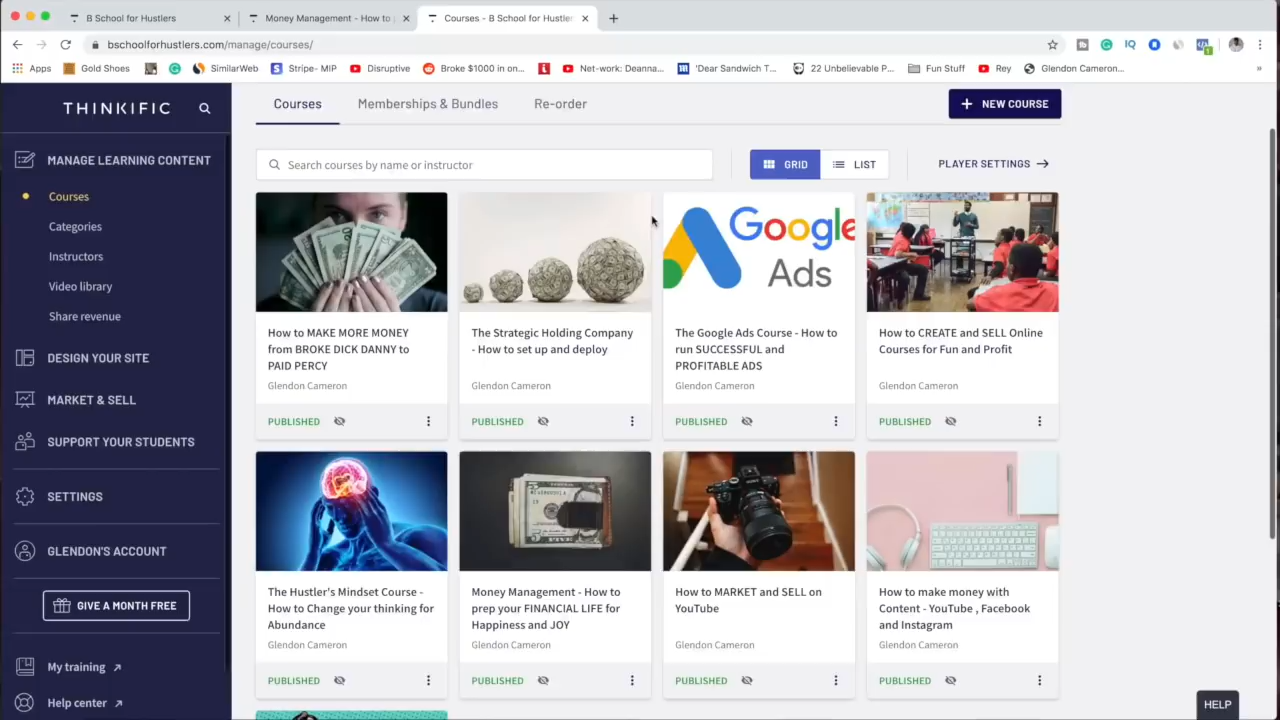 B School for Hustlers
Money Management - How to
Courses - B School for Hustler
bschoolforhustlers.com/manage/courses/
IQ
1
Apps
Gold Shoes
SimilarWeb
Stripe- MIP
Disruptive
Broke $1000 in on...
Net-work: Deanna...
'Dear Sandwich T...
22 Unbelievable P...
Fun Stuff
Rey
Glendon Cameron...
»
THINKIFIC
MANAGE LEARNING CONTENT
Courses
Categories
Instructors
Video library
Share revenue
DESIGN YOUR SITE
MARKET & SELL
SUPPORT YOUR STUDENTS
SETTINGS
GLENDON'S ACCOUNT
GIVE A MONTH FREE
My training
Help center
Courses
Memberships & Bundles
Re-order
+ NEW COURSE
Search courses by name or instructor
GRID
LIST
PLAYER SETTINGS
Google
Ads
How to MAKE MORE MONEY
from BROKE DICK DANNY to
PAID PERCY
Glendon Cameron
PUBLISHED
The Strategic Holding Company
- How to set up and deploy
Glendon Cameron
PUBLISHED
The Google Ads Course - How to
run SUCCESSFUL and
PROFITABLE ADS
Glendon Cameron
PUBLISHED
How to CREATE and SELL Online
Courses for Fun and Profit
Glendon Cameron
PUBLISHED
The Hustler's Mindset Course -
How to Change your thinking for
Abundance
Glendon Cameron
PUBLISHED
Money Management - How to
prep your FINANCIAL LIFE for
Happiness and JOY
Glendon Cameron
PUBLISHED
How to MARKET and SELL on
YouTube
Glendon Cameron
PUBLISHED
How to make money with
Content - YouTube , Facebook
and Instagram
Glendon Cameron
PUBLISHED
HELP